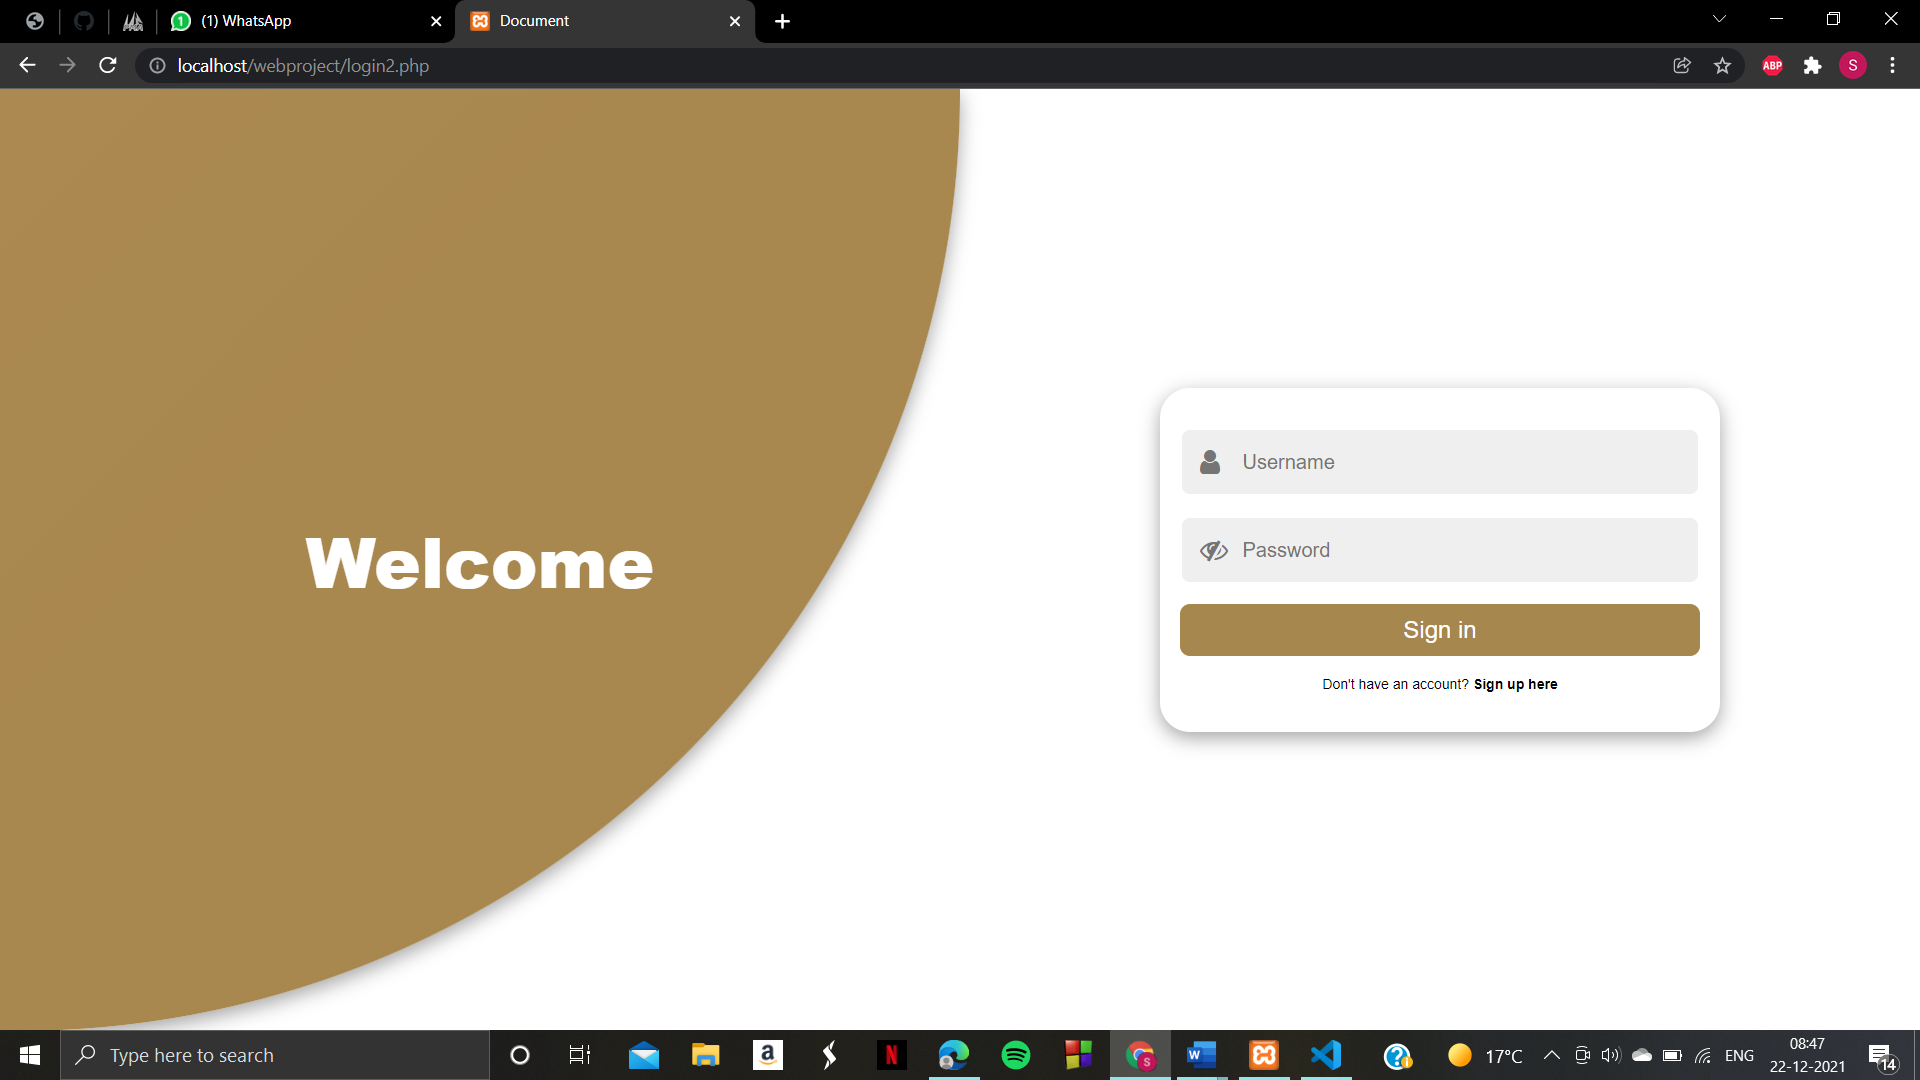 (1) WhatsApp
Document
localhost/webproject/login2.php
ABP
S
Welcome
Username
Password
Sign in
Don't have an account? Sign up here
Type here to search
a
N
W
S
17°C
ENG
08:47
22-12-2021
14